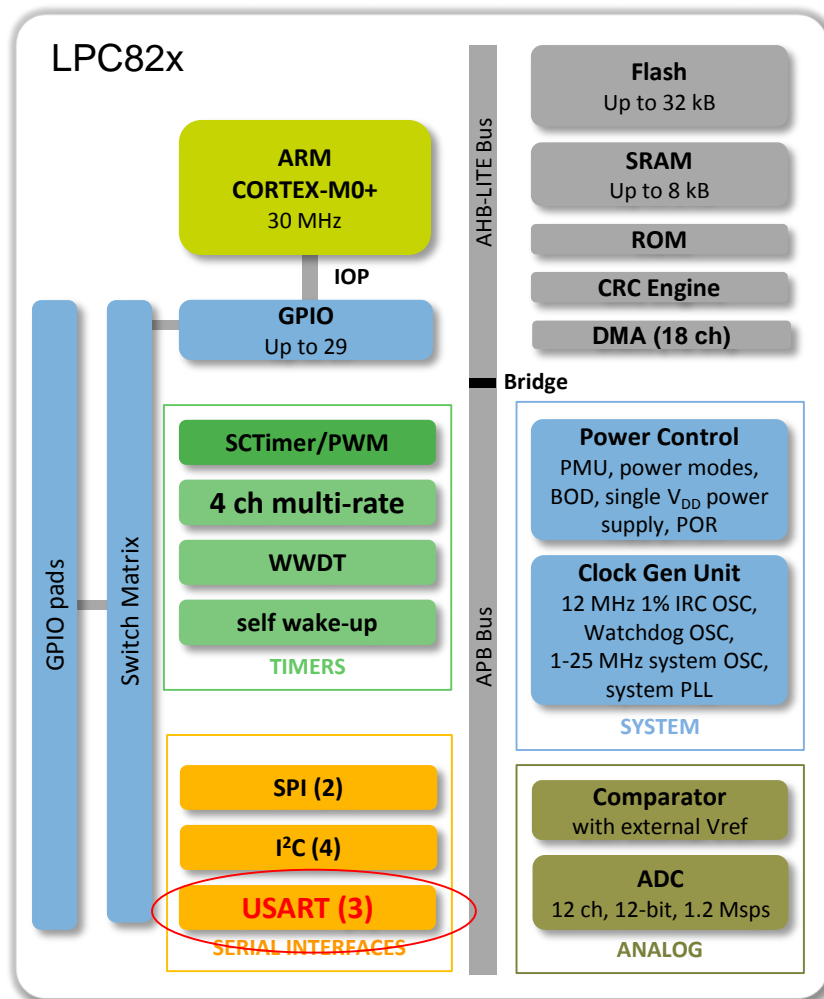 LPC82x
ARM
CORTEX-M0+
30 MHz
IOP
GPIO
Up to 29
GPIO pads
Switch Matrix
SCTimer/PWM
4 ch multi-rate
WWDT
self wake-up
TIMERS
SPI (2)
I²C (4)
USART (3)
SERIAL INTERFACES
AHB-LITE Bus
Bridge
APB Bus
Flash
Up to 32 kB
SRAM
Up to 8 kB
ROM
CRC Engine
DMA (18 ch)
Power Control
PMU, power modes,
BOD, single V_DD power
supply, POR
Clock Gen Unit
12 MHz 1% IRC OSC,
Watchdog OSC,
1-25 MHz system OSC,
system PLL
SYSTEM
Comparator
with external Vref
ADC
12 ch, 12-bit, 1.2 Msps
ANALOG